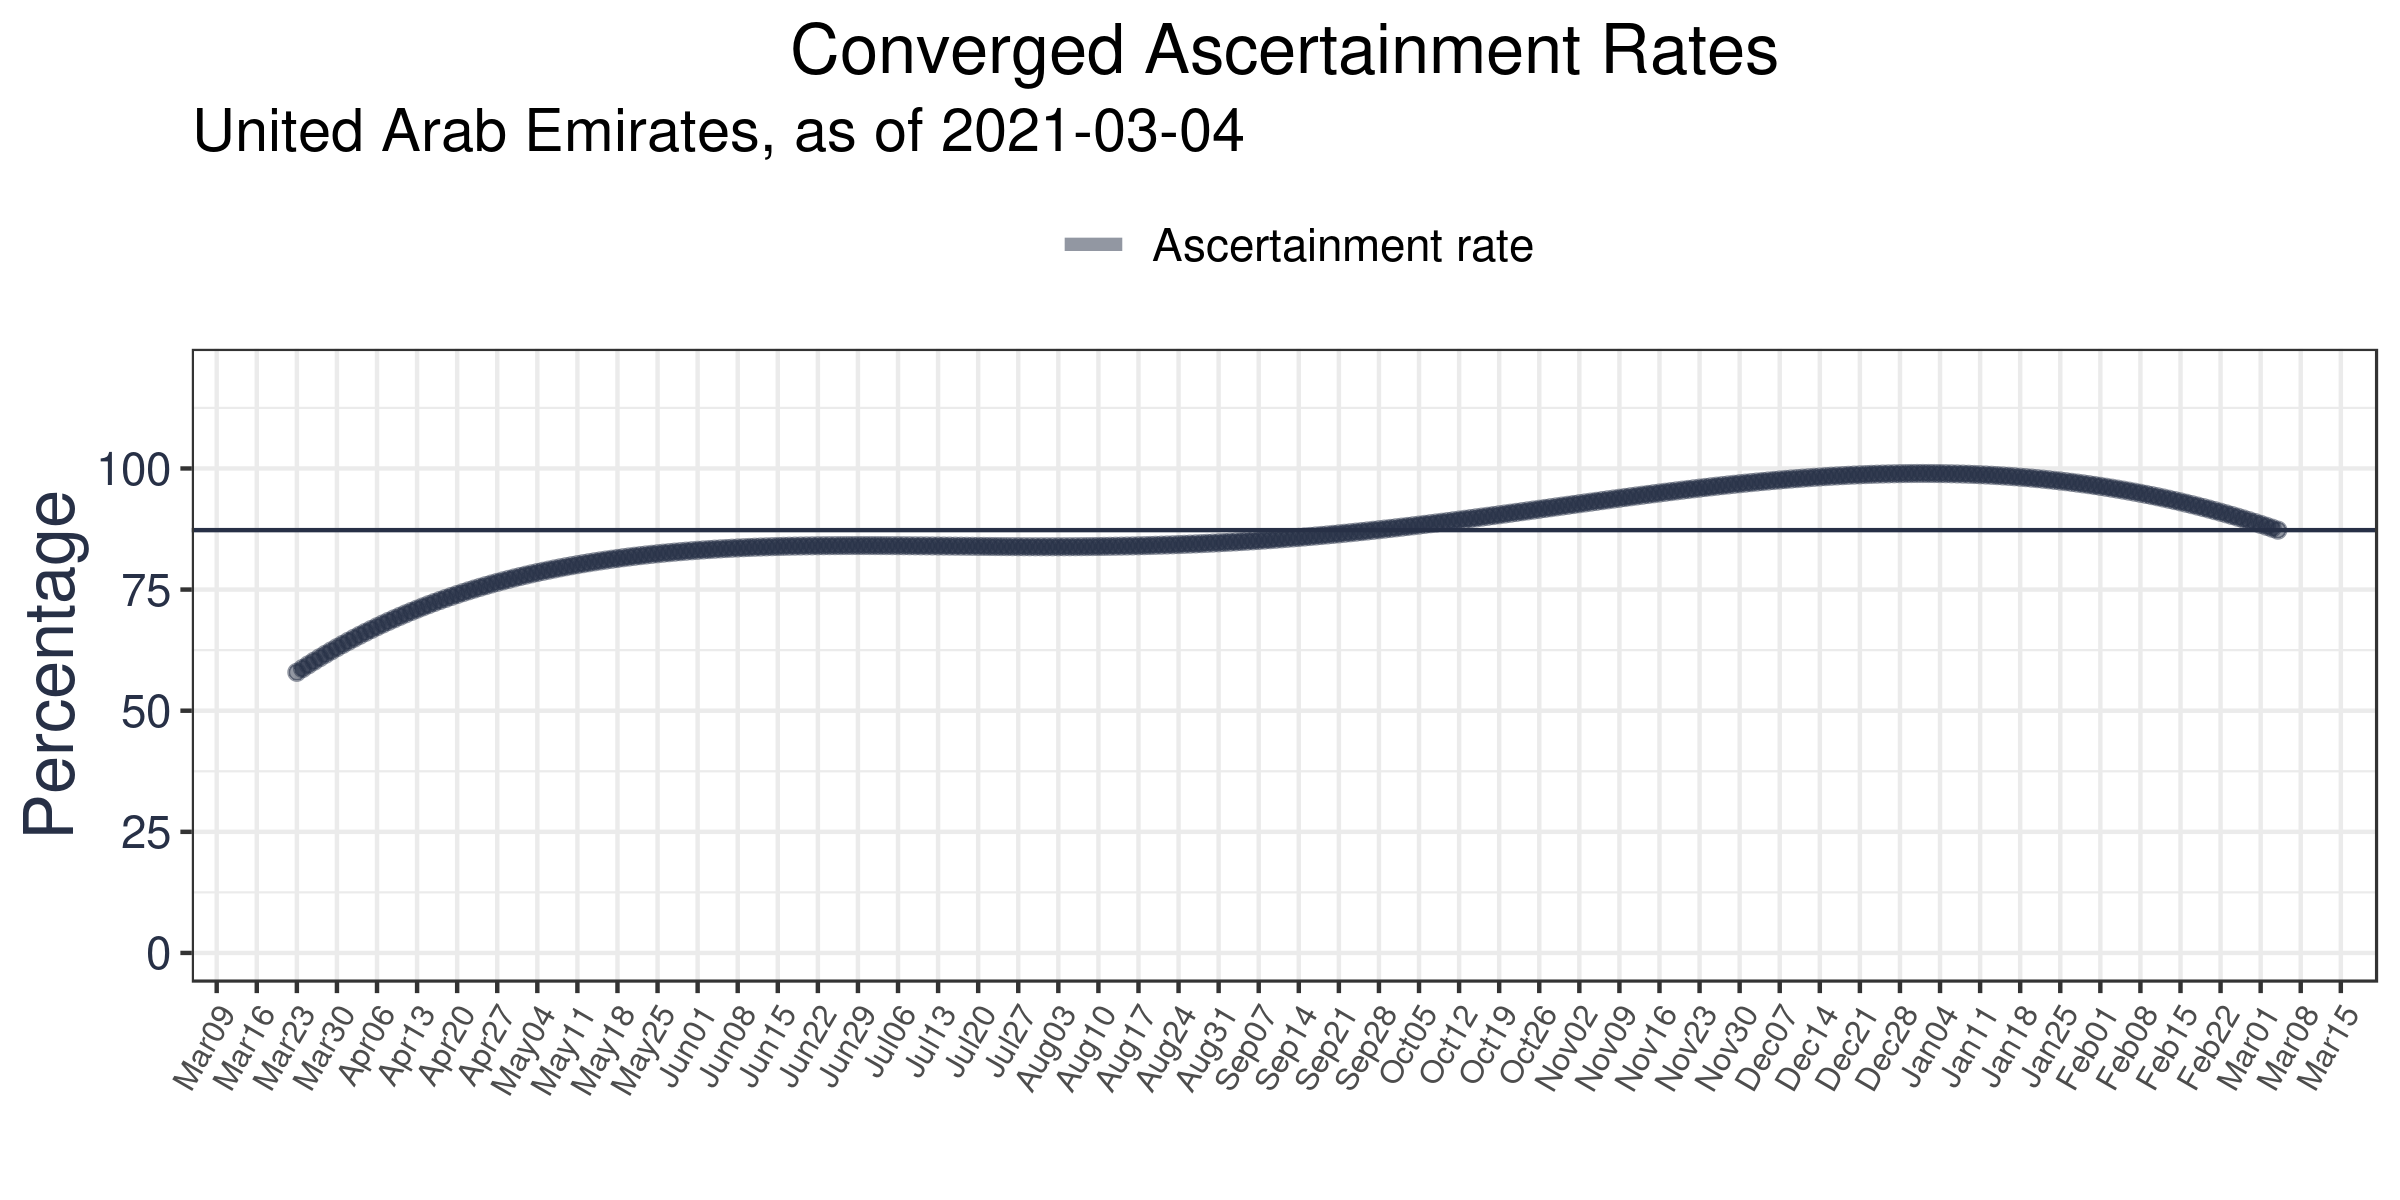 Converged Ascertainment Rates
United Arab Emirates, as of 2021-03-04
Ascertainment rate
Percentage
100
75
50
25
0
Mar09 Mar16 Mar23 Mar30 Apr06 Apr13 Apr20 Apr27 May04 May11 May18 May25 Jun01 Jun08 Jun15 Jun22 Jun29 Jul06 Jul13 Jul20 Jul27 Aug03 Aug10 Aug17 Aug24 Aug31 Sep07 Sep14 Sep21 Sep28 Oct05 Oct12 Oct19 Oct26 Nov02 Nov09 Nov16 Nov23 Nov30 Dec07 Dec14 Dec21 Dec28 Jan04 Jan11 Jan18 Jan25 Feb01 Feb08 Feb15 Feb22 Mar01 Mar08 Mar15